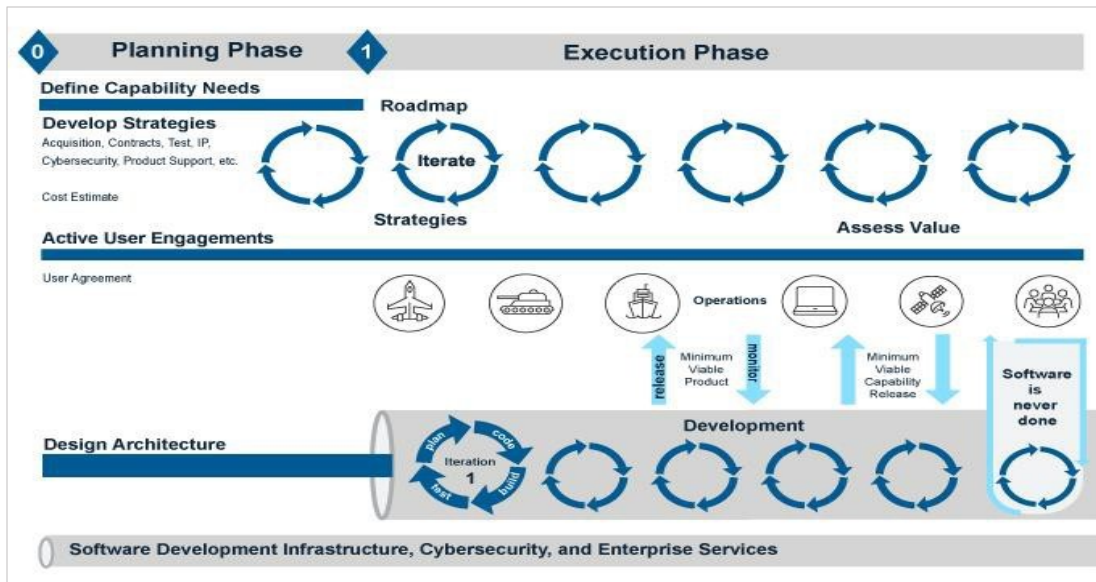 0
Planning Phase
1
Execution Phase
Define Capability Needs
Roadmap
Develop Strategies
Acquisition, Contracts, Test, IP,
Cybersecurity, Product Support, etc.
Iterate
Cost Estimate
Strategies
Assess Value
Active User Engagements
User Agreement
Operations
release
Minimum
Viable
Product
monitor
Minimum
Viable
Capability
Release
Software
is
never
done
Design Architecture
Development
plan
code
Iteration
1
test
build
Software Development Infrastructure, Cybersecurity, and Enterprise Services